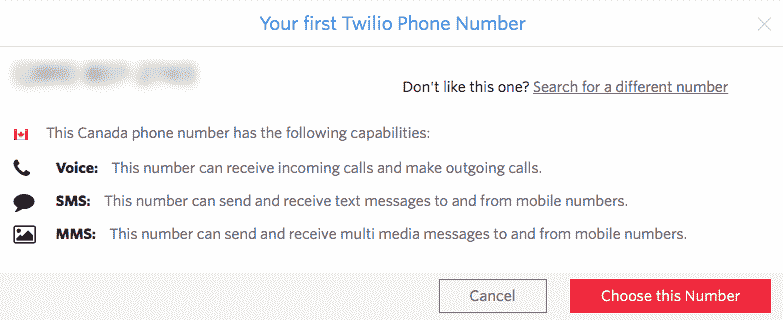 Your first Twilio Phone Number
Don't like this one? Search for a different number
This Canada phone number has the following capabilities:
Voice: This number can receive incoming calls and make outgoing calls.
SMS: This number can send and receive text messages to and from mobile numbers.
MMS: This number can send and receive multi media messages to and from mobile numbers.
Cancel
Choose this Number